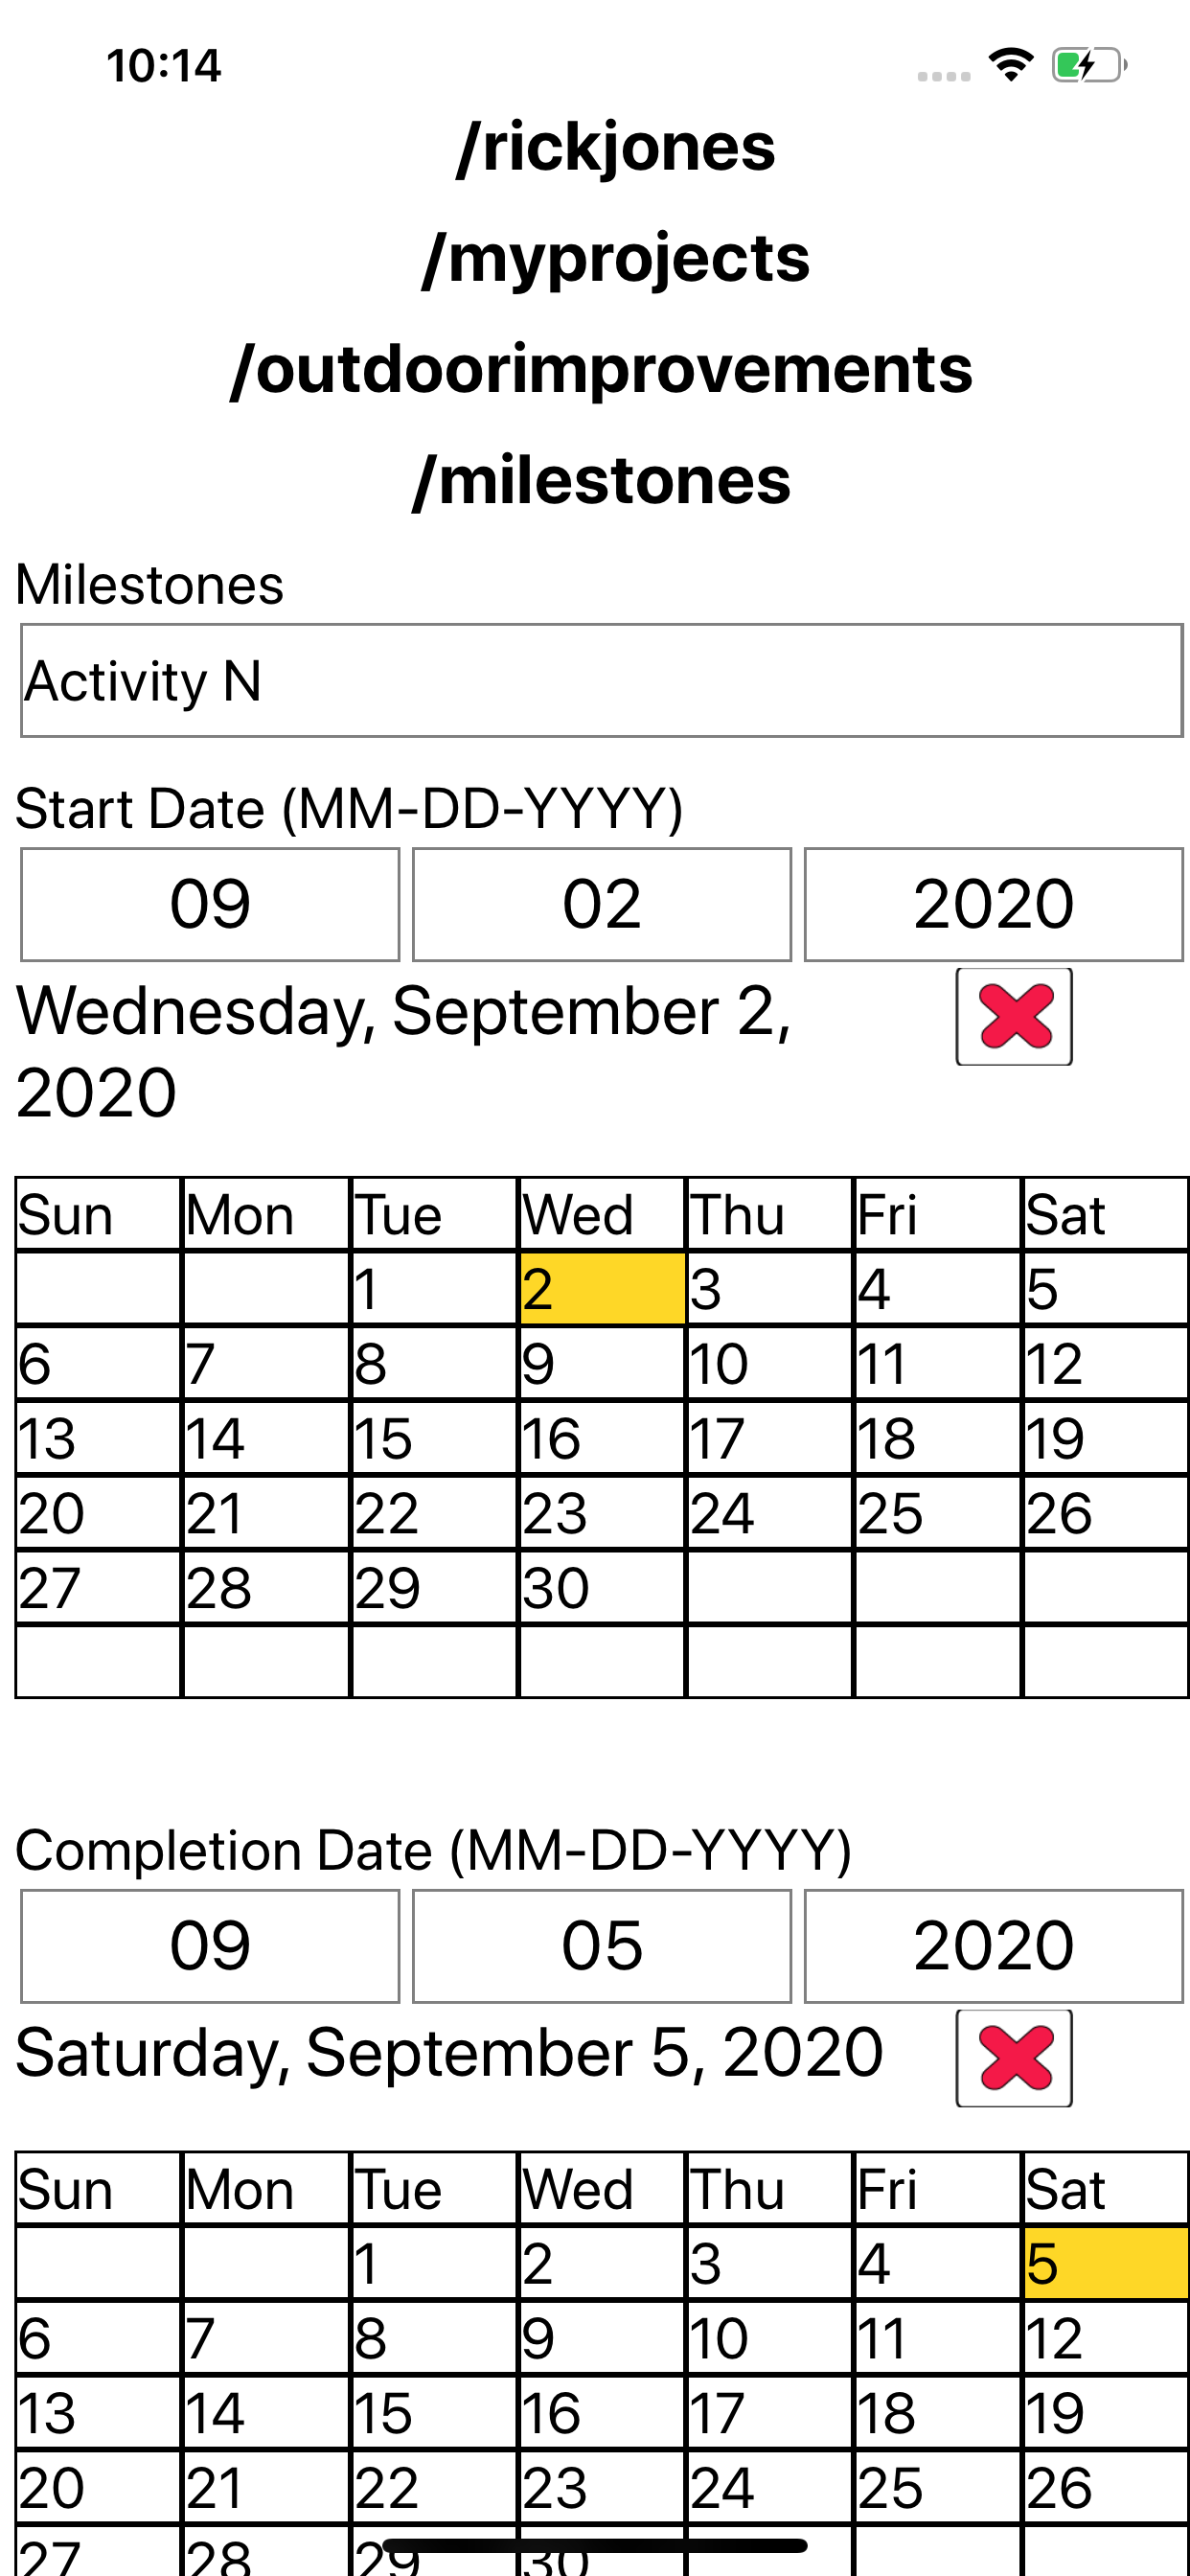 10:14
/rickjones
/myprojects
/outdoorimprovements
/milestones
Milestones
Activity N
Start Date (MM-DD-YYYY)
09 02 2020
Wednesday, September 2,
2020
Sun Mon Tue Wed Thu Fri Sat
1 2 3 4 5
6 7 8 9 10 11 12
13 14 15 16 17 18 19
20 21 22 23 24 25 26
27 28 29 30
Completion Date (MM-DD-YYYY)
09 05 2020
Saturday, September 5, 2020
Sun Mon Tue Wed Thu Fri Sat
1 2 3 4 5
6 7 8 9 10 11 12
13 14 15 16 17 18 19
20 21 22 23 24 25 26
27 28 29 30